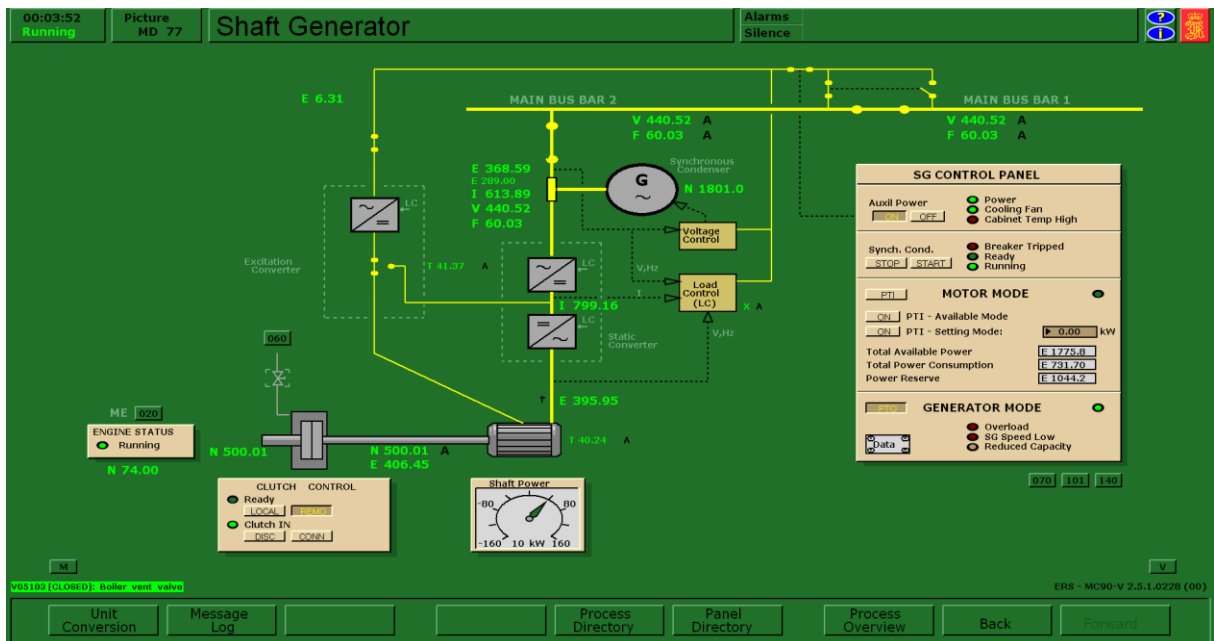 00:03:52
Running
Picture
MD 77
Shaft Generator
Alarms
Silence
?
i
E 6.31
MAIN BUS BAR 2
MAIN BUS BAR 1
V 440.52 A
F 60.03 A
V 440.52 A
F 60.03 A
E 368.59
E 289.00
I 613.89
V 440.52
F 60.03
Synchronous
Condenser
G
~
N 1801.0
LC
Voltage
Control
Excitation
Converter
T 41.37 A
V,Hz
LC
I
Load
Control
(LC)
X A
I 799.16
LC
Static
Converter
V,Hz
E 395.95
060
ME 020
ENGINE STATUS
Running
N 74.00
N 500.01
N 500.01 A
E 406.45
T 40.24 A
CLUTCH CONTROL
Ready
LOCAL REMO
Clutch IN
DISC CONN
Shaft Power
-80 80
-160 10 kW 160
SG CONTROL PANEL
Auxil Power
ON OFF
Power
Cooling Fan
Cabinet Temp High
Synch. Cond.
STOP START
Breaker Tripped
Ready
Running
PTI MOTOR MODE
ON PTI - Available Mode
ON PTI - Setting Mode: 0.00 kW
Total Available Power E 1775.8
Total Power Consumption E 731.70
Power Reserve E 1044.2
PTO GENERATOR MODE
Data
Overload
SG Speed Low
Reduced Capacity
070 101 140
M
V
V05103 [CLOSED]: Boiler vent valve
ERS - MC90-V 2.5.1.0228 (00)
Unit
Conversion
Message
Log
Process
Directory
Panel
Directory
Process
Overview
Back
Forward